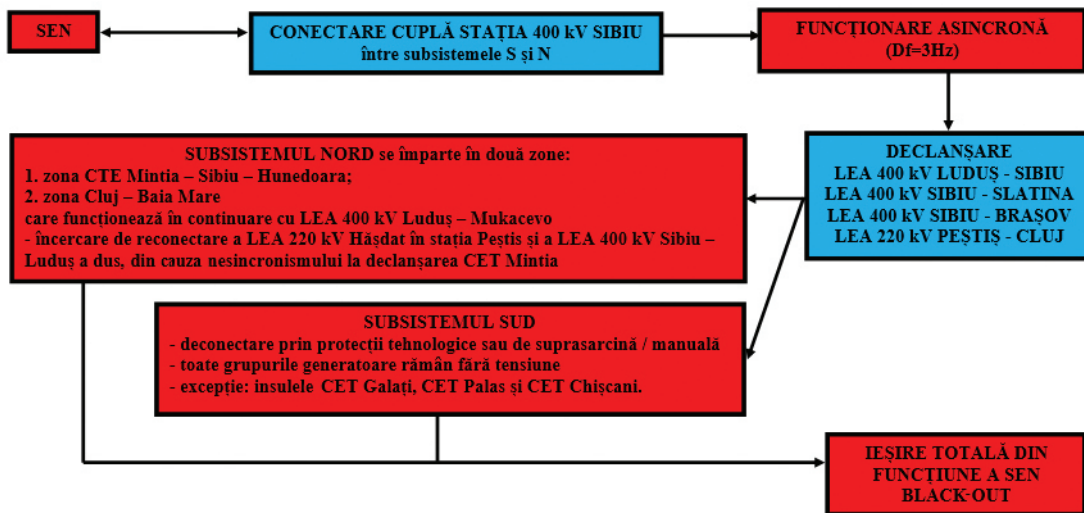 SEN
CONECTARE CUPLĂ STAȚIA 400 kV SIBIU
între subsistemele S și N
FUNCȚIONARE ASINCRONĂ
(Df=3Hz)
DECLANȘARE
LEA 400 kV LUDUȘ - SIBIU
LEA 400 kV SIBIU - SLATINA
LEA 400 kV SIBIU - BRAȘOV
LEA 220 kV PEȘTIȘ - CLUJ
SUBSISTEMUL NORD se împarte în două zone:
1. zona CTE Mintia – Sibiu – Hunedoara;
2. zona Cluj – Baia Mare
care funcționează în continuare cu LEA 400 kV Luduș – Mukacevo
- încercare de reconectare a LEA 220 kV Hășdat în stația Peștis și a LEA 400 kV Sibiu –
Luduș a dus, din cauza nesincronismului la declanșarea CET Mintia
SUBSISTEMUL SUD
- deconectare prin protecții tehnologice sau de suprasarcină / manuală
- toate grupurile generatoare rămân fără tensiune
- excepție: insulele CET Galați, CET Palas și CET Chișcani.
IEȘIRE TOTALĂ DIN
FUNCȚIUNE A SEN
BLACK-OUT